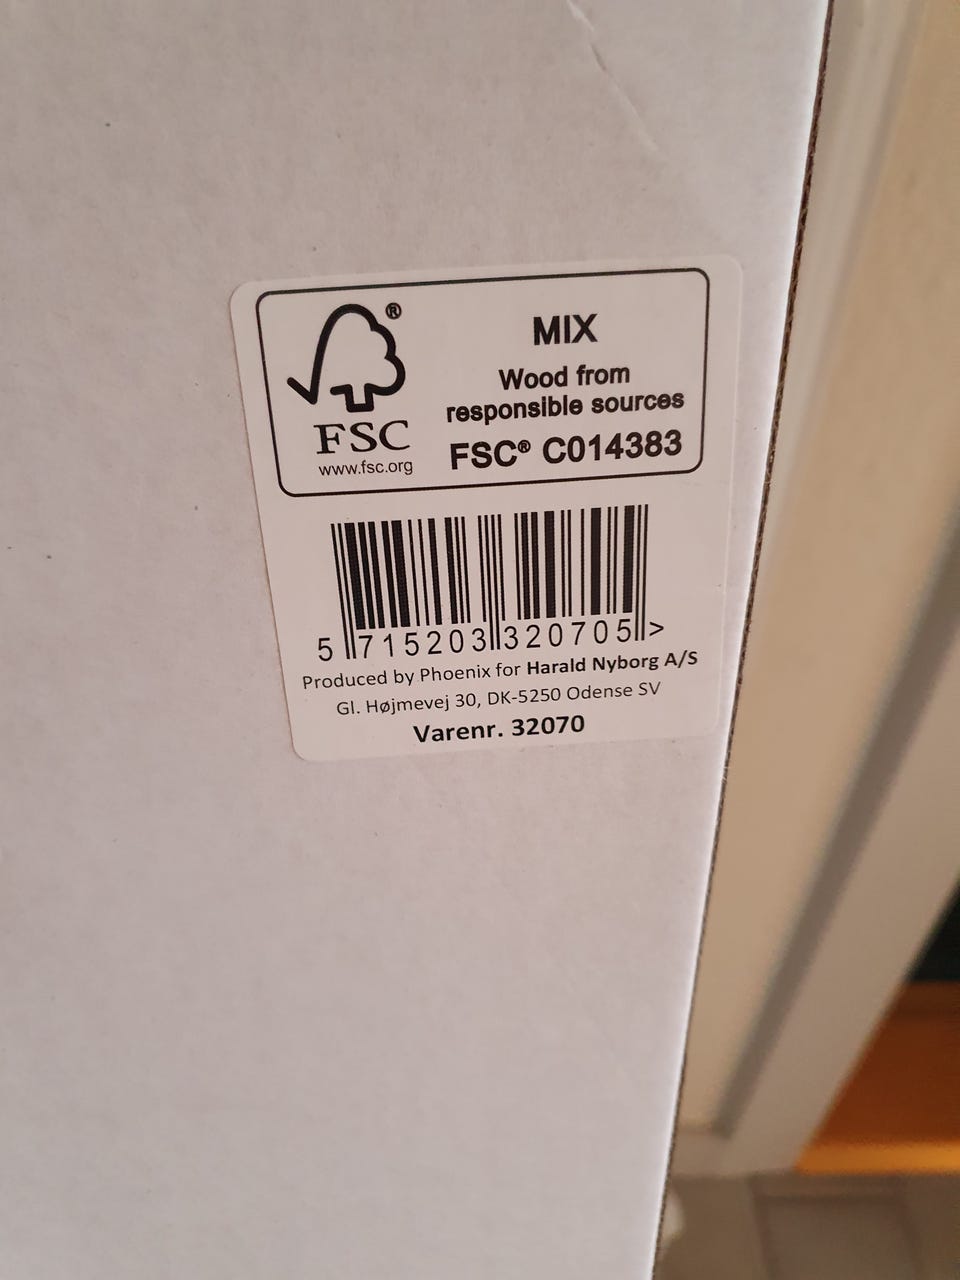 ®
FSC
www.fsc.org
MIX
Wood from
responsible sources
FSC® C014383
5 715203 320705 >
Produced by Phoenix for Harald Nyborg A/S
Gl. Højmevej 30, DK-5250 Odense SV
Varenr. 32070